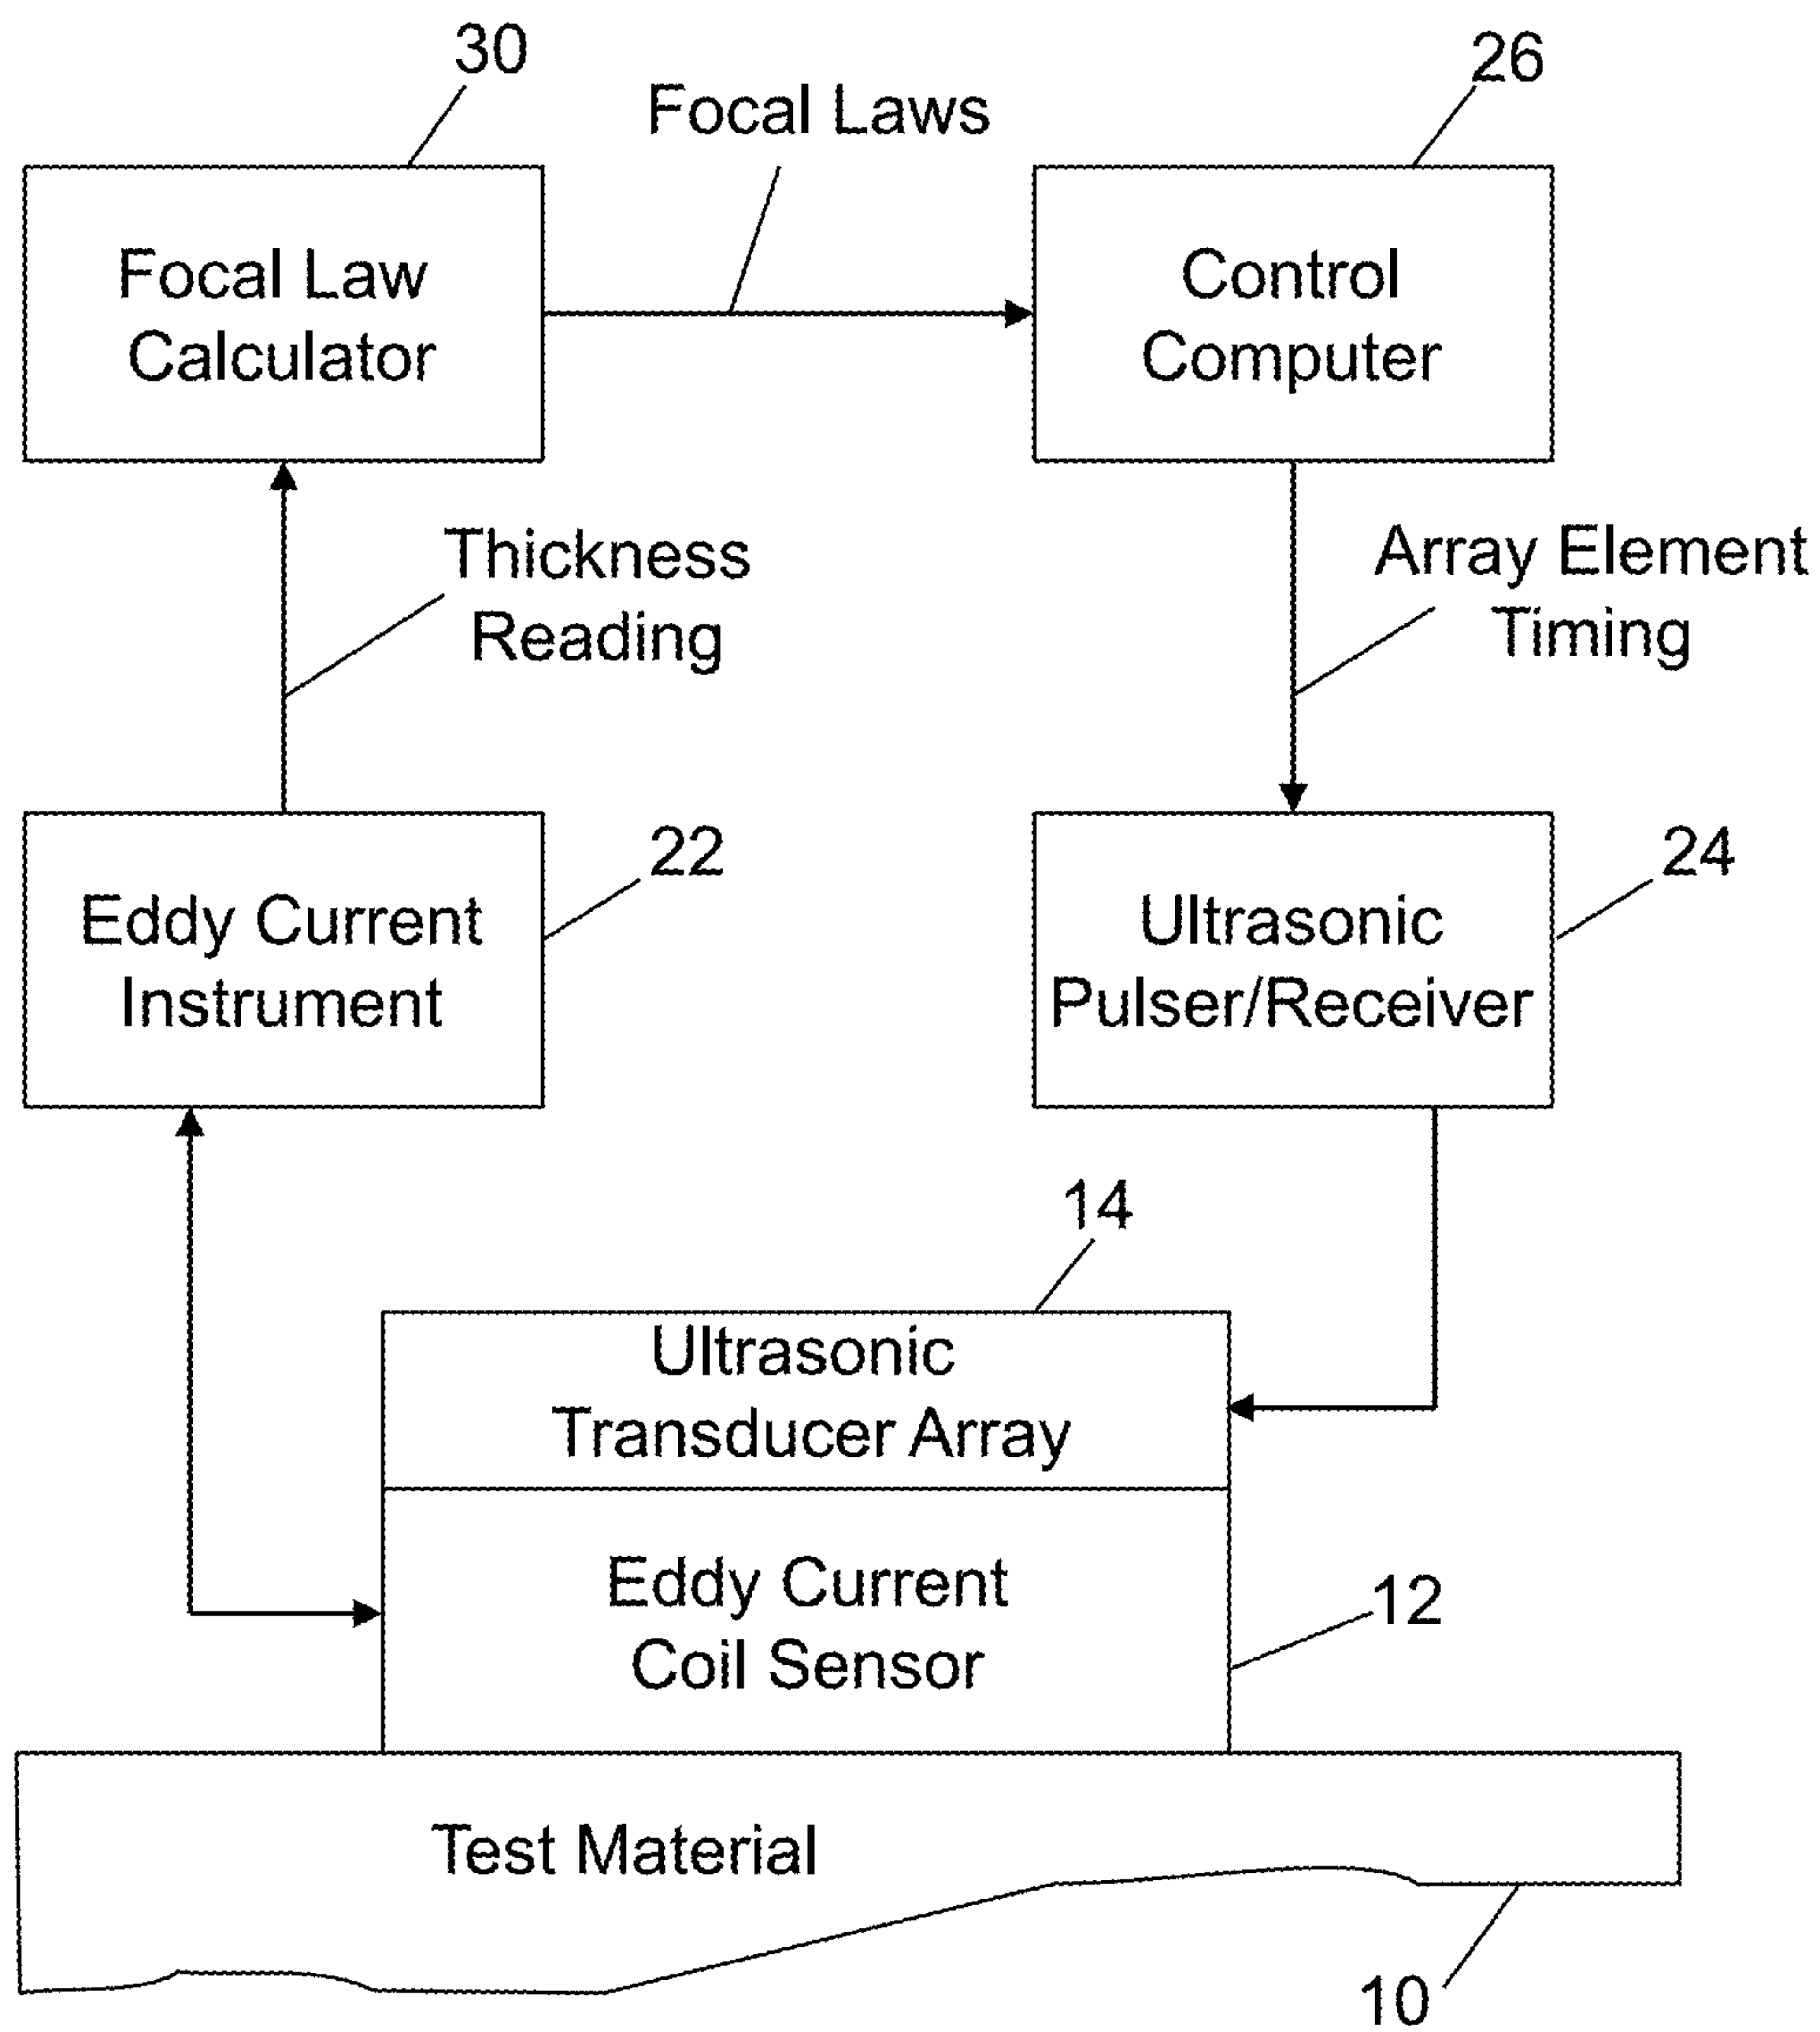 30
26
Focal Laws
Focal Law
Calculator
Control
Computer
Thickness
Reading
Array Element
Timing
22
24
Eddy Current
Instrument
Ultrasonic
Pulser/Receiver
14
Ultrasonic
Transducer Array
Eddy Current
Coil Sensor
12
Test Material
10